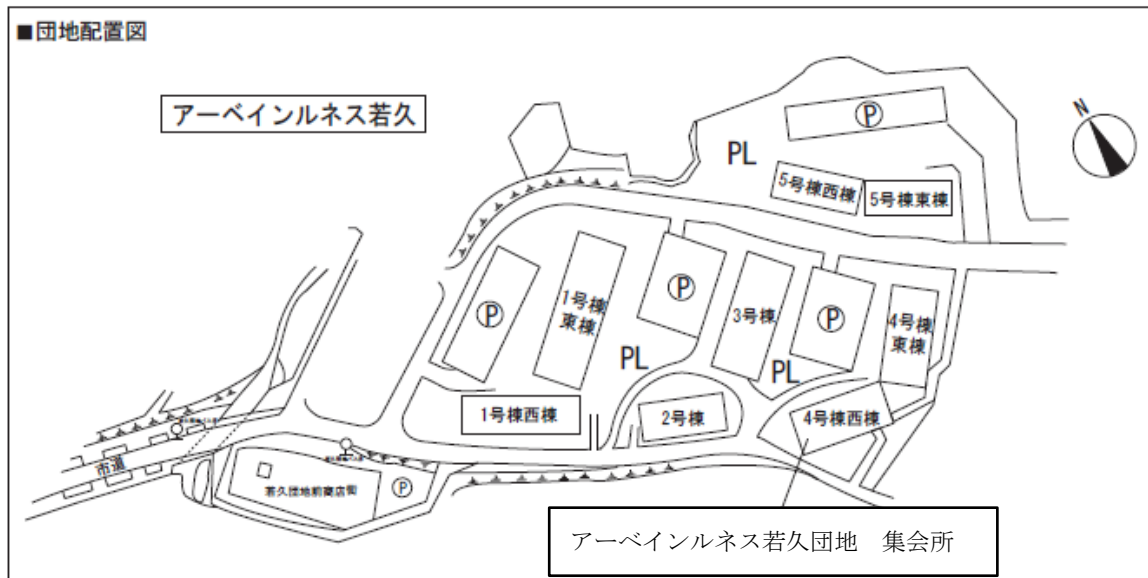 ■団地配置図
アーベインルネス若久
N
Ⓟ
PL
5号棟西棟
5号棟東棟
Ⓟ
1号棟
東棟
Ⓟ
3号棟
Ⓟ
4号棟
東棟
PL
PL
1号棟西棟
2号棟
4号棟西棟
市道
若久団地前商店街
Ⓟ
アーベインルネス若久団地　集会所